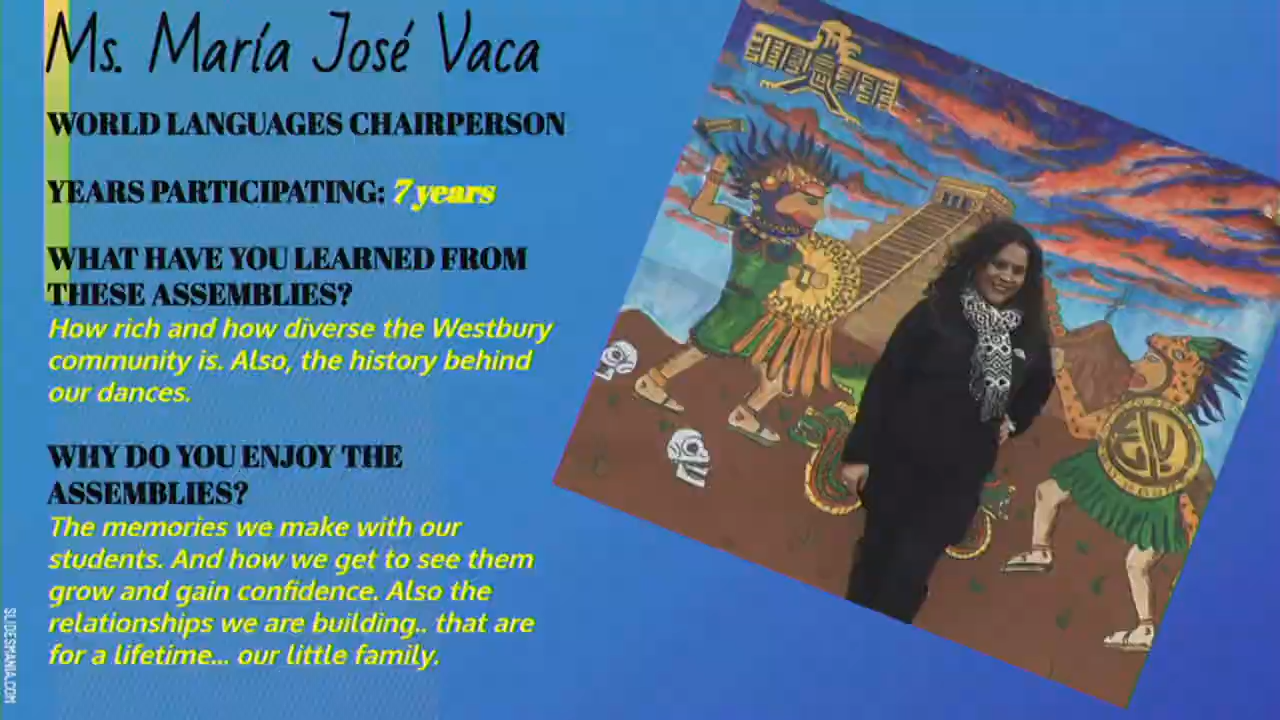 Ms. María José Vaca
WORLD LANGUAGES CHAIRPERSON
YEARS PARTICIPATING: 7 years
WHAT HAVE YOU LEARNED FROM
THESE ASSEMBLIES?
How rich and how diverse the Westbury
community is. Also, the history behind
our dances.
WHY DO YOU ENJOY THE
ASSEMBLIES?
The memories we make with our
students. And how we get to see them
grow and gain confidence. Also the
relationships we are building.. that are
for a lifetime... our little family.
SLIDESMANIA.COM